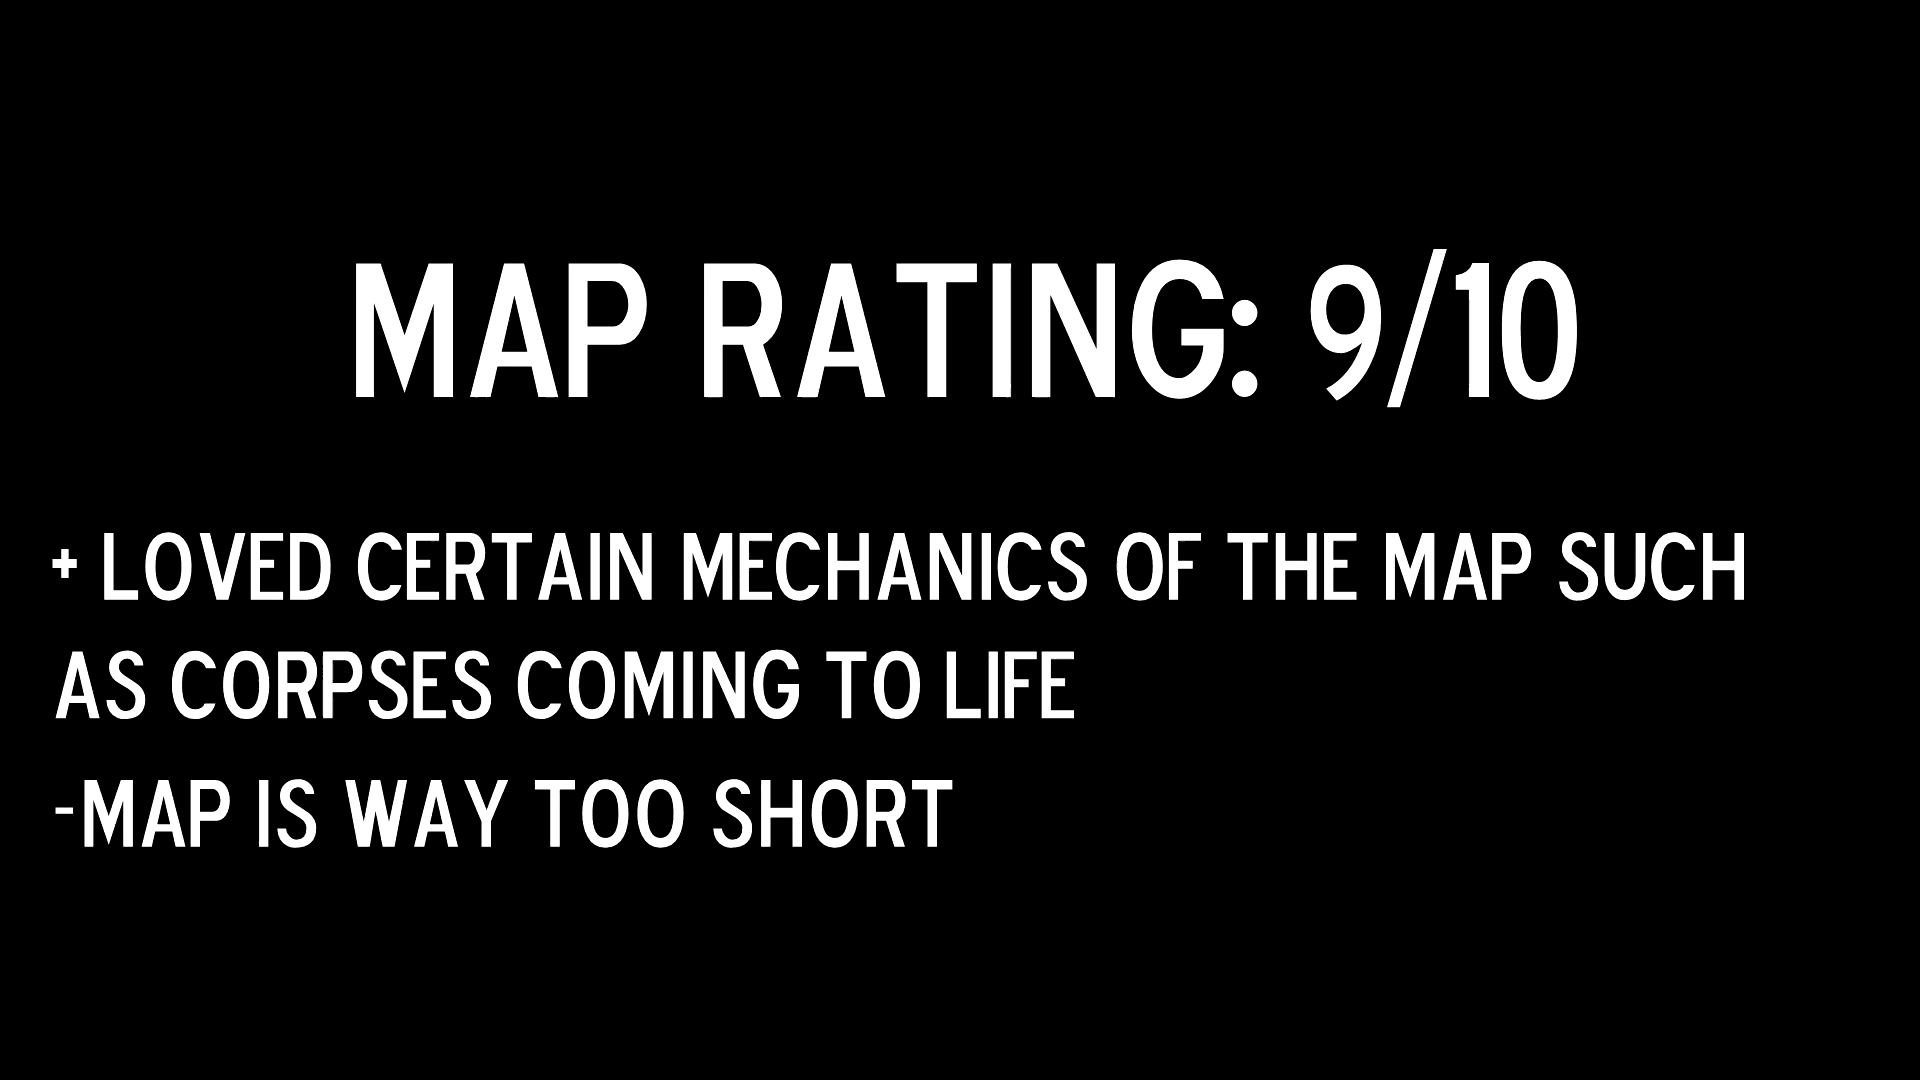 MAP RATING: 9/10
+ LOVED CERTAIN MECHANICS OF THE MAP SUCH
AS CORPSES COMING TO LIFE
-MAP IS WAY TOO SHORT